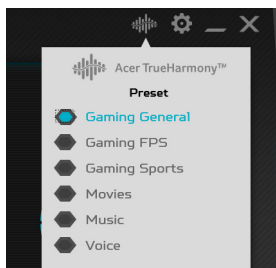 Acer TrueHarmony™
Preset
Gaming General
Gaming FPS
Gaming Sports
Movies
Music
Voice